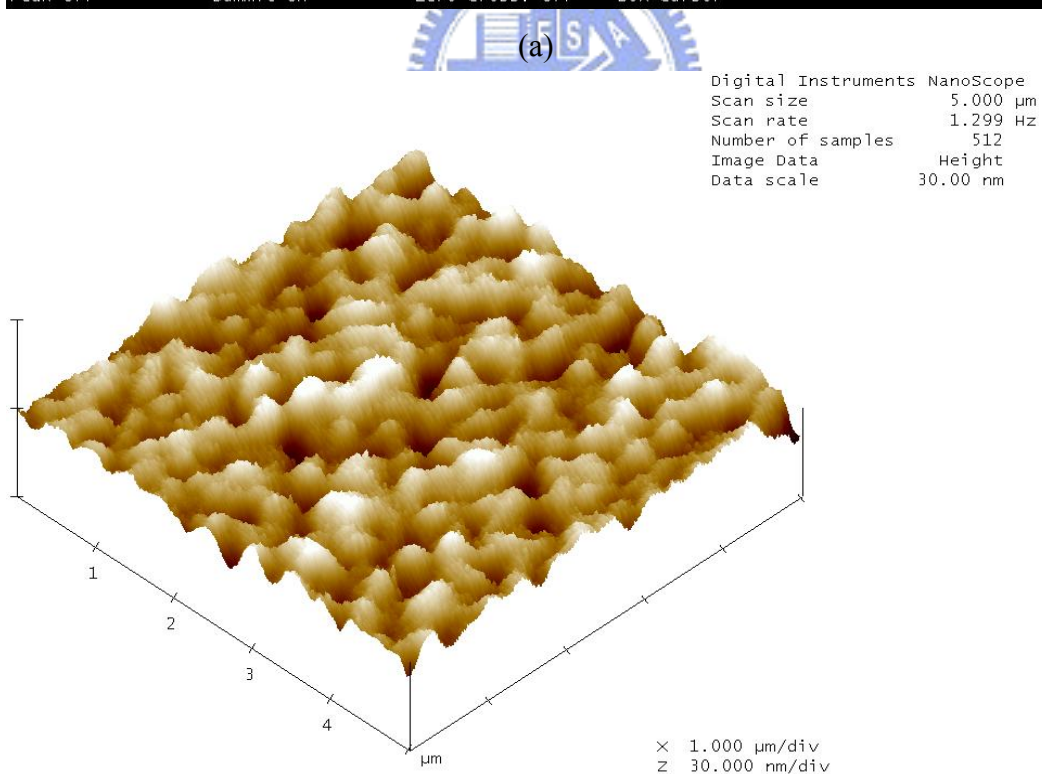 (a)
ESA
Digital Instruments NanoScope
Scan size 5.000 µm
Scan rate 1.299 Hz
Number of samples 512
Image Data Height
Data scale 30.00 nm
1
2
3
4
µm
X 1.000 µm/div
Z 30.000 nm/div